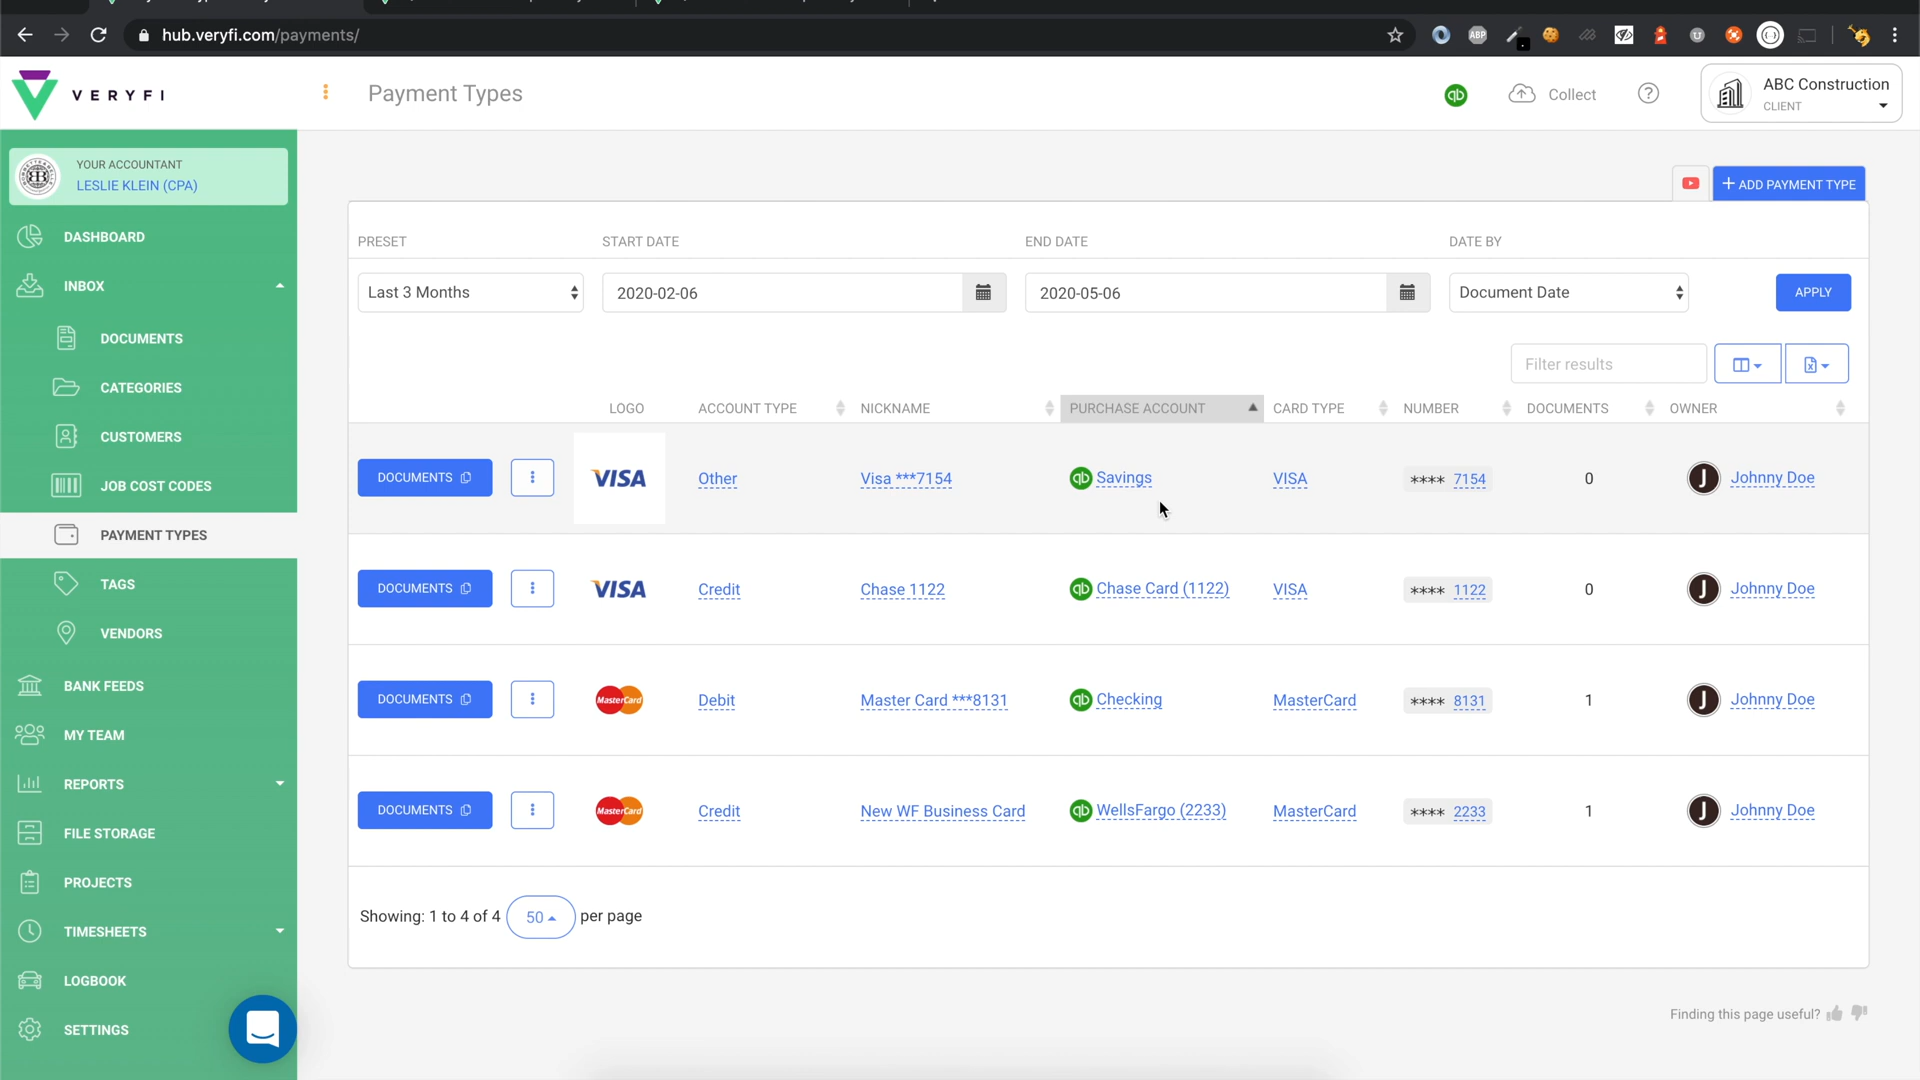 hub.veryfi.com/payments/
ABP
VERYFI
Payment Types
qb
Collect
?
ABC Construction
CLIENT
YOUR ACCOUNTANT
LESLIE KLEIN (CPA)
DASHBOARD
INBOX
DOCUMENTS
CATEGORIES
CUSTOMERS
JOB COST CODES
PAYMENT TYPES
TAGS
VENDORS
BANK FEEDS
MY TEAM
REPORTS
FILE STORAGE
PROJECTS
TIMESHEETS
LOGBOOK
SETTINGS
+ ADD PAYMENT TYPE
PRESET START DATE END DATE DATE BY
Last 3 Months 2020-02-06 2020-05-06 Document Date APPLY
Filter results
LOGO ACCOUNT TYPE NICKNAME PURCHASE ACCOUNT CARD TYPE NUMBER DOCUMENTS OWNER
DOCUMENTS VISA Other Visa ***7154 qb Savings VISA **** 7154 0 J Johnny Doe
DOCUMENTS VISA Credit Chase 1122 qb Chase Card (1122) VISA **** 1122 0 J Johnny Doe
DOCUMENTS MasterCard Debit Master Card ***8131 qb Checking MasterCard **** 8131 1 J Johnny Doe
DOCUMENTS MasterCard Credit New WF Business Card qb WellsFargo (2233) MasterCard **** 2233 1 J Johnny Doe
Showing: 1 to 4 of 4 50 per page
Finding this page useful?